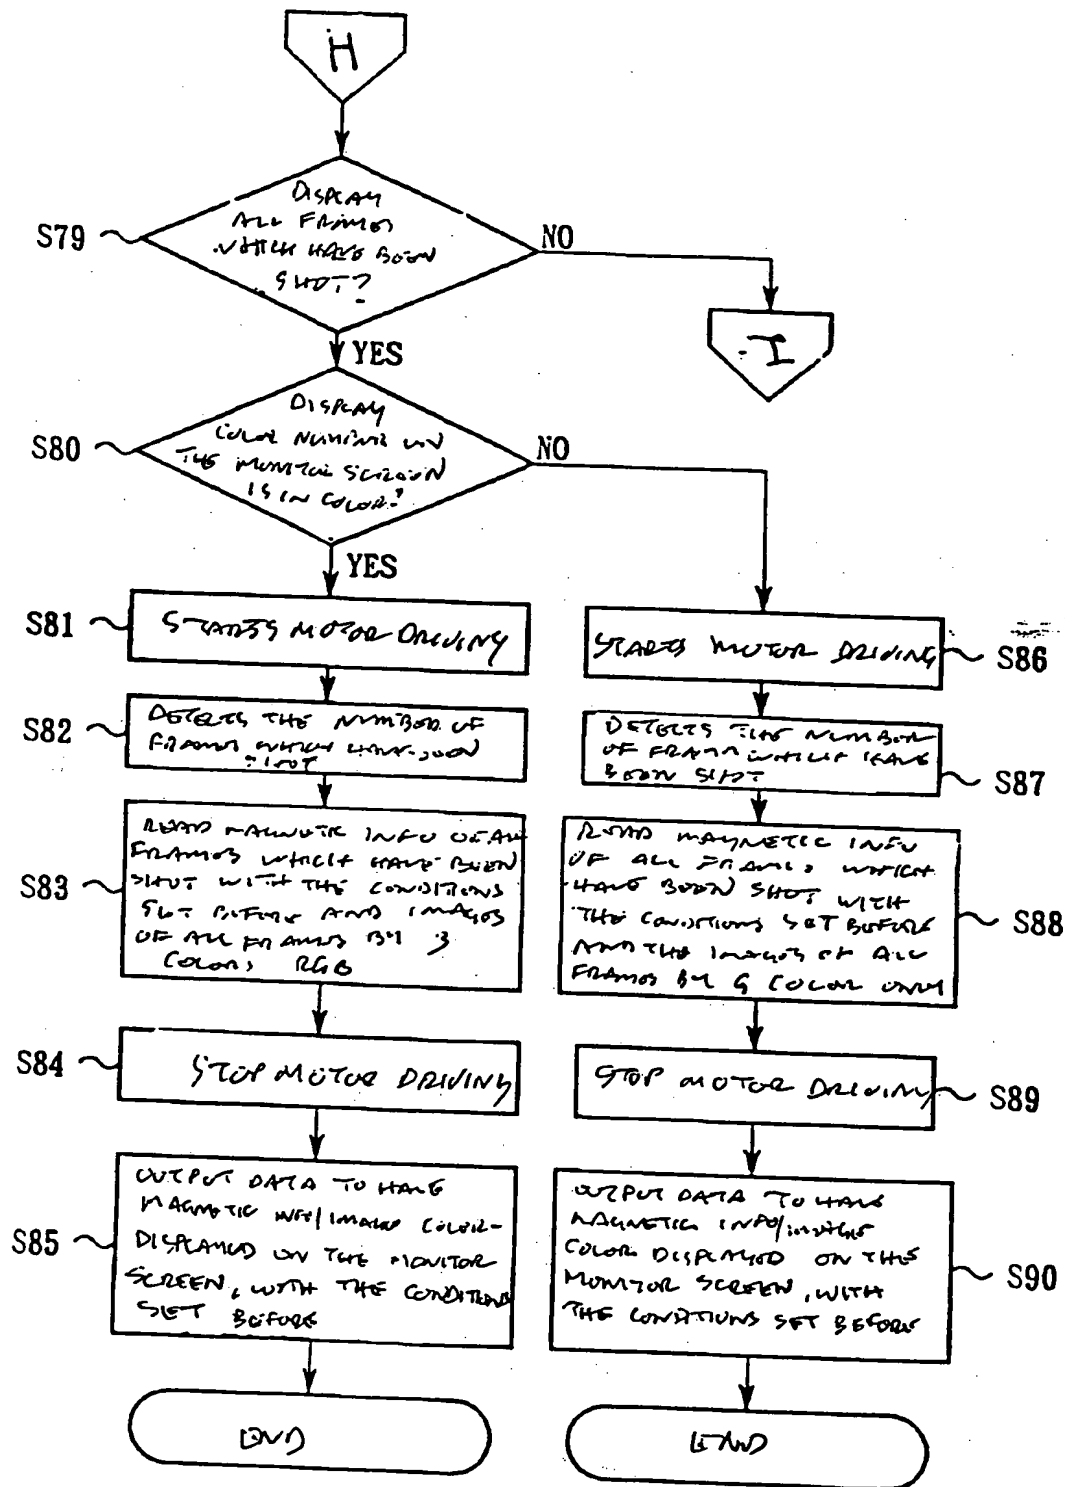 H
S79
DISPLAY
ALL FRAMES
WHICH HAVE BEEN
SHOT?
NO
I
YES
S80
DISPLAY
COLOR NUMBER ON
THE MONITOR SCREEN
IS IN COLOR?
NO
YES
S81
STARTS MOTOR DRIVING
S82
DETECTS THE NUMBER OF
FRAMES WHICH HAVE BEEN
SHOT
S83
READ MAGNETIC INFO OF ALL
FRAMES WHICH HAVE BEEN
SHOT WITH THE CONDITIONS
SET BEFORE AND IMAGES
OF ALL FRAMES BY 3
COLORS RGB
S84
STOP MOTOR DRIVING
S85
OUTPUT DATA TO HAVE
MAGNETIC INFO/IMAGE COLOR-
DISPLAYED ON THE MONITOR
SCREEN, WITH THE CONDITIONS
SET BEFORE
END
STARTS MOTOR DRIVING
S86
DETECTS THE NUMBER
OF FRAME WHICH HAVE
BEEN SHOT
S87
READ MAGNETIC INFO
OF ALL FRAMES WHICH
HAVE BEEN SHOT WITH
THE CONDITIONS SET BEFORE
AND THE IMAGES OF ALL
FRAMES BY G COLOR ONLY
S88
STOP MOTOR DRIVING
S89
OUTPUT DATA TO HAVE
MAGNETIC INFO/IMAGE
COLOR DISPLAYED ON THE
MONITOR SCREEN, WITH
THE CONDITIONS SET BEFORE
S90
END